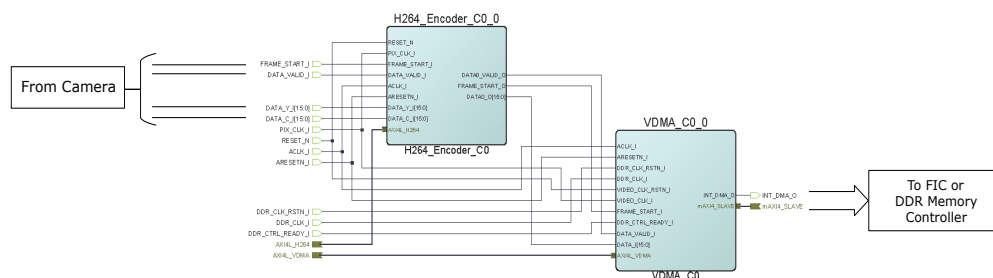 H264_Encoder_C0_0
RESET_N
PIX_CLK_I
FRAME_START_I
DATA_VALID_I
ACLK_I
ARESETN_I
DATA_Y_I[15:0]
DATA_C_I[15:0]
AXI4L_H264
DATA0_VALID_O
FRAME_START_O
DATA0_O[15:0]
H264_Encoder_C0
From Camera
FRAME_START_I
DATA_VALID_I
DATA_Y_I[15:0]
DATA_C_I[15:0]
PIX_CLK_I
RESET_N
ACLK_I
ARESETN_I
DDR_CLK_RSTN_I
DDR_CLK_I
DDR_CTRL_READY_I
AXI4L_H264
AXI4L_VDMA
VDMA_C0_0
ACLK_I
ARESETN_I
DDR_CLK_RSTN_I
DDR_CLK_I
VIDEO_CLK_RSTN_I
VIDEO_CLK_I
FRAME_START_I
DDR_CTRL_READY_I
DATA_VALID_I
DATA_I[15:0]
AXI4L_VDMA
INT_DMA_O
mAXI4_SLAVE
VDMA_C0
INT_DMA_O
mAXI4_SLAVE
To FIC or
DDR Memory
Controller